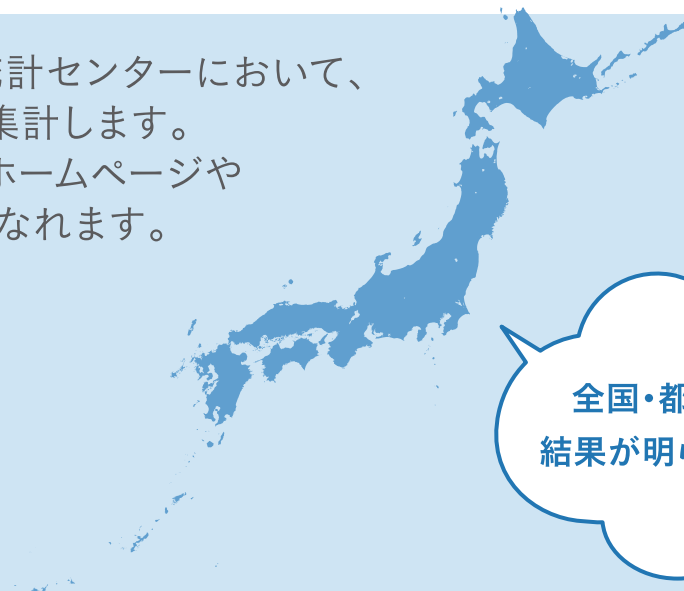 計センターにおいて、
集計します。
ホームページや
なれます。
全国・都
結果が明